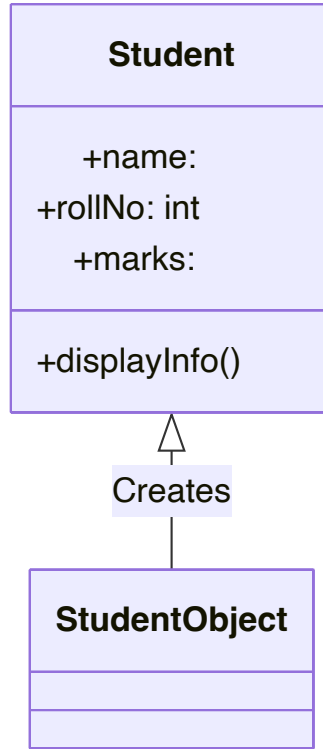 Student
+name:
+rollNo: int
+marks:
+displayInfo()
Creates
StudentObject